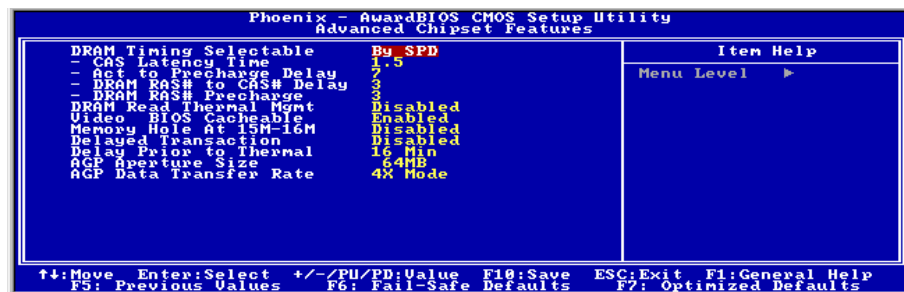 Phoenix - AwardBIOS CMOS Setup Utility
Advanced Chipset Features
DRAM Timing Selectable By SPD
- CAS Latency Time 1.5
- Act to Precharge Delay 7
- DRAM RAS# to CAS# Delay 3
- DRAM RAS# Precharge 3
DRAM Read Thermal Mgmt Disabled
Video BIOS Cacheable Enabled
Memory Hole At 15M-16M Disabled
Delayed Transaction Disabled
Delay Prior to Thermal 16 Min
AGP Aperture Size 64MB
AGP Data Transfer Rate 4X Mode
Item Help
Menu Level ▶
↑↓:Move Enter:Select +/-/PU/PD:Value F10:Save ESC:Exit F1:General Help
F5: Previous Values F6: Fail-Safe Defaults F7: Optimized Defaults